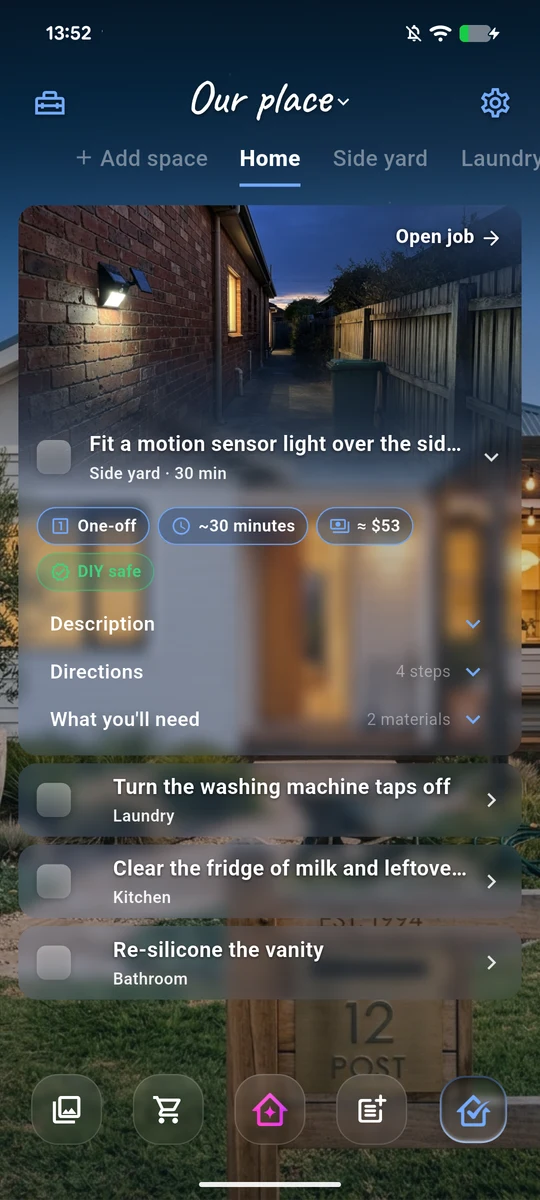 13:52
Our place
+ Add space
Home
Side yard
Laundry
Open job →
Fit a motion sensor light over the sid...
Side yard · 30 min
One-off
~30 minutes
≈ $53
DIY safe
Description
Directions
4 steps
What you'll need
2 materials
Turn the washing machine taps off
Laundry
Clear the fridge of milk and leftove...
Kitchen
EST. 1994
Re-silicone the vanity
Bathroom
12
POST